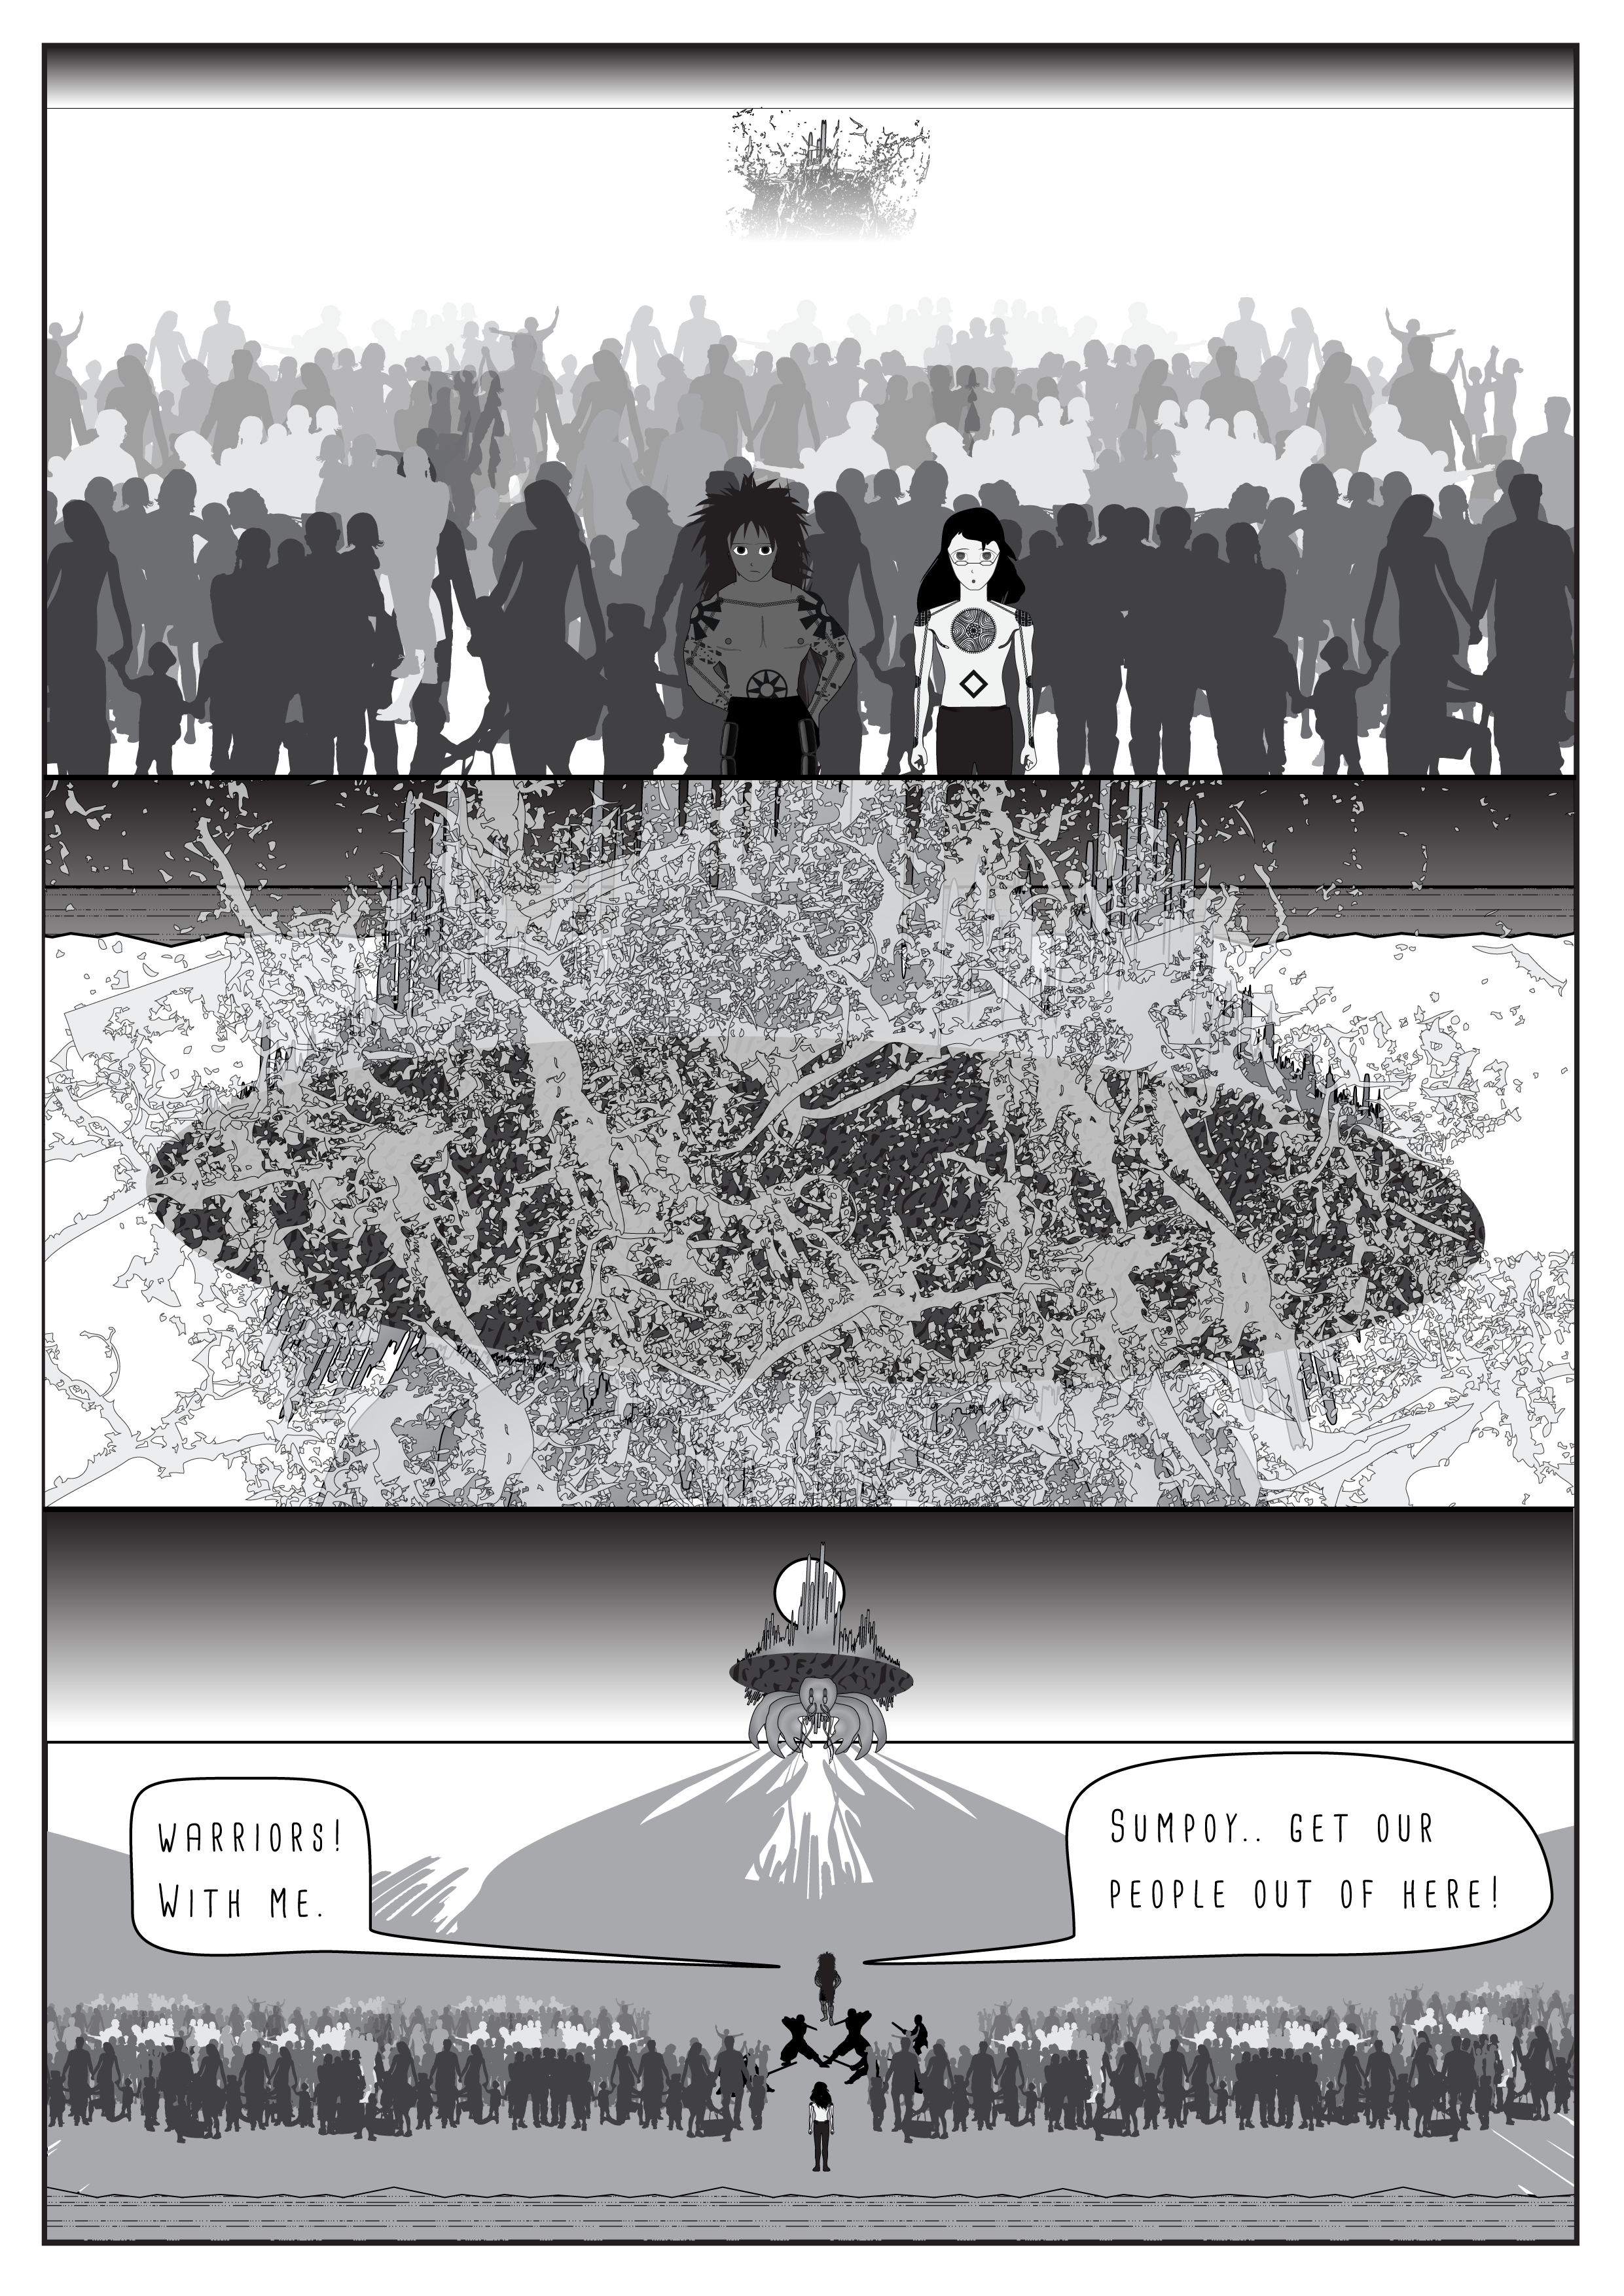 WARRIORS!
WITH ME.
SUMPOY.. GET OUR
PEOPLE OUT OF HERE!